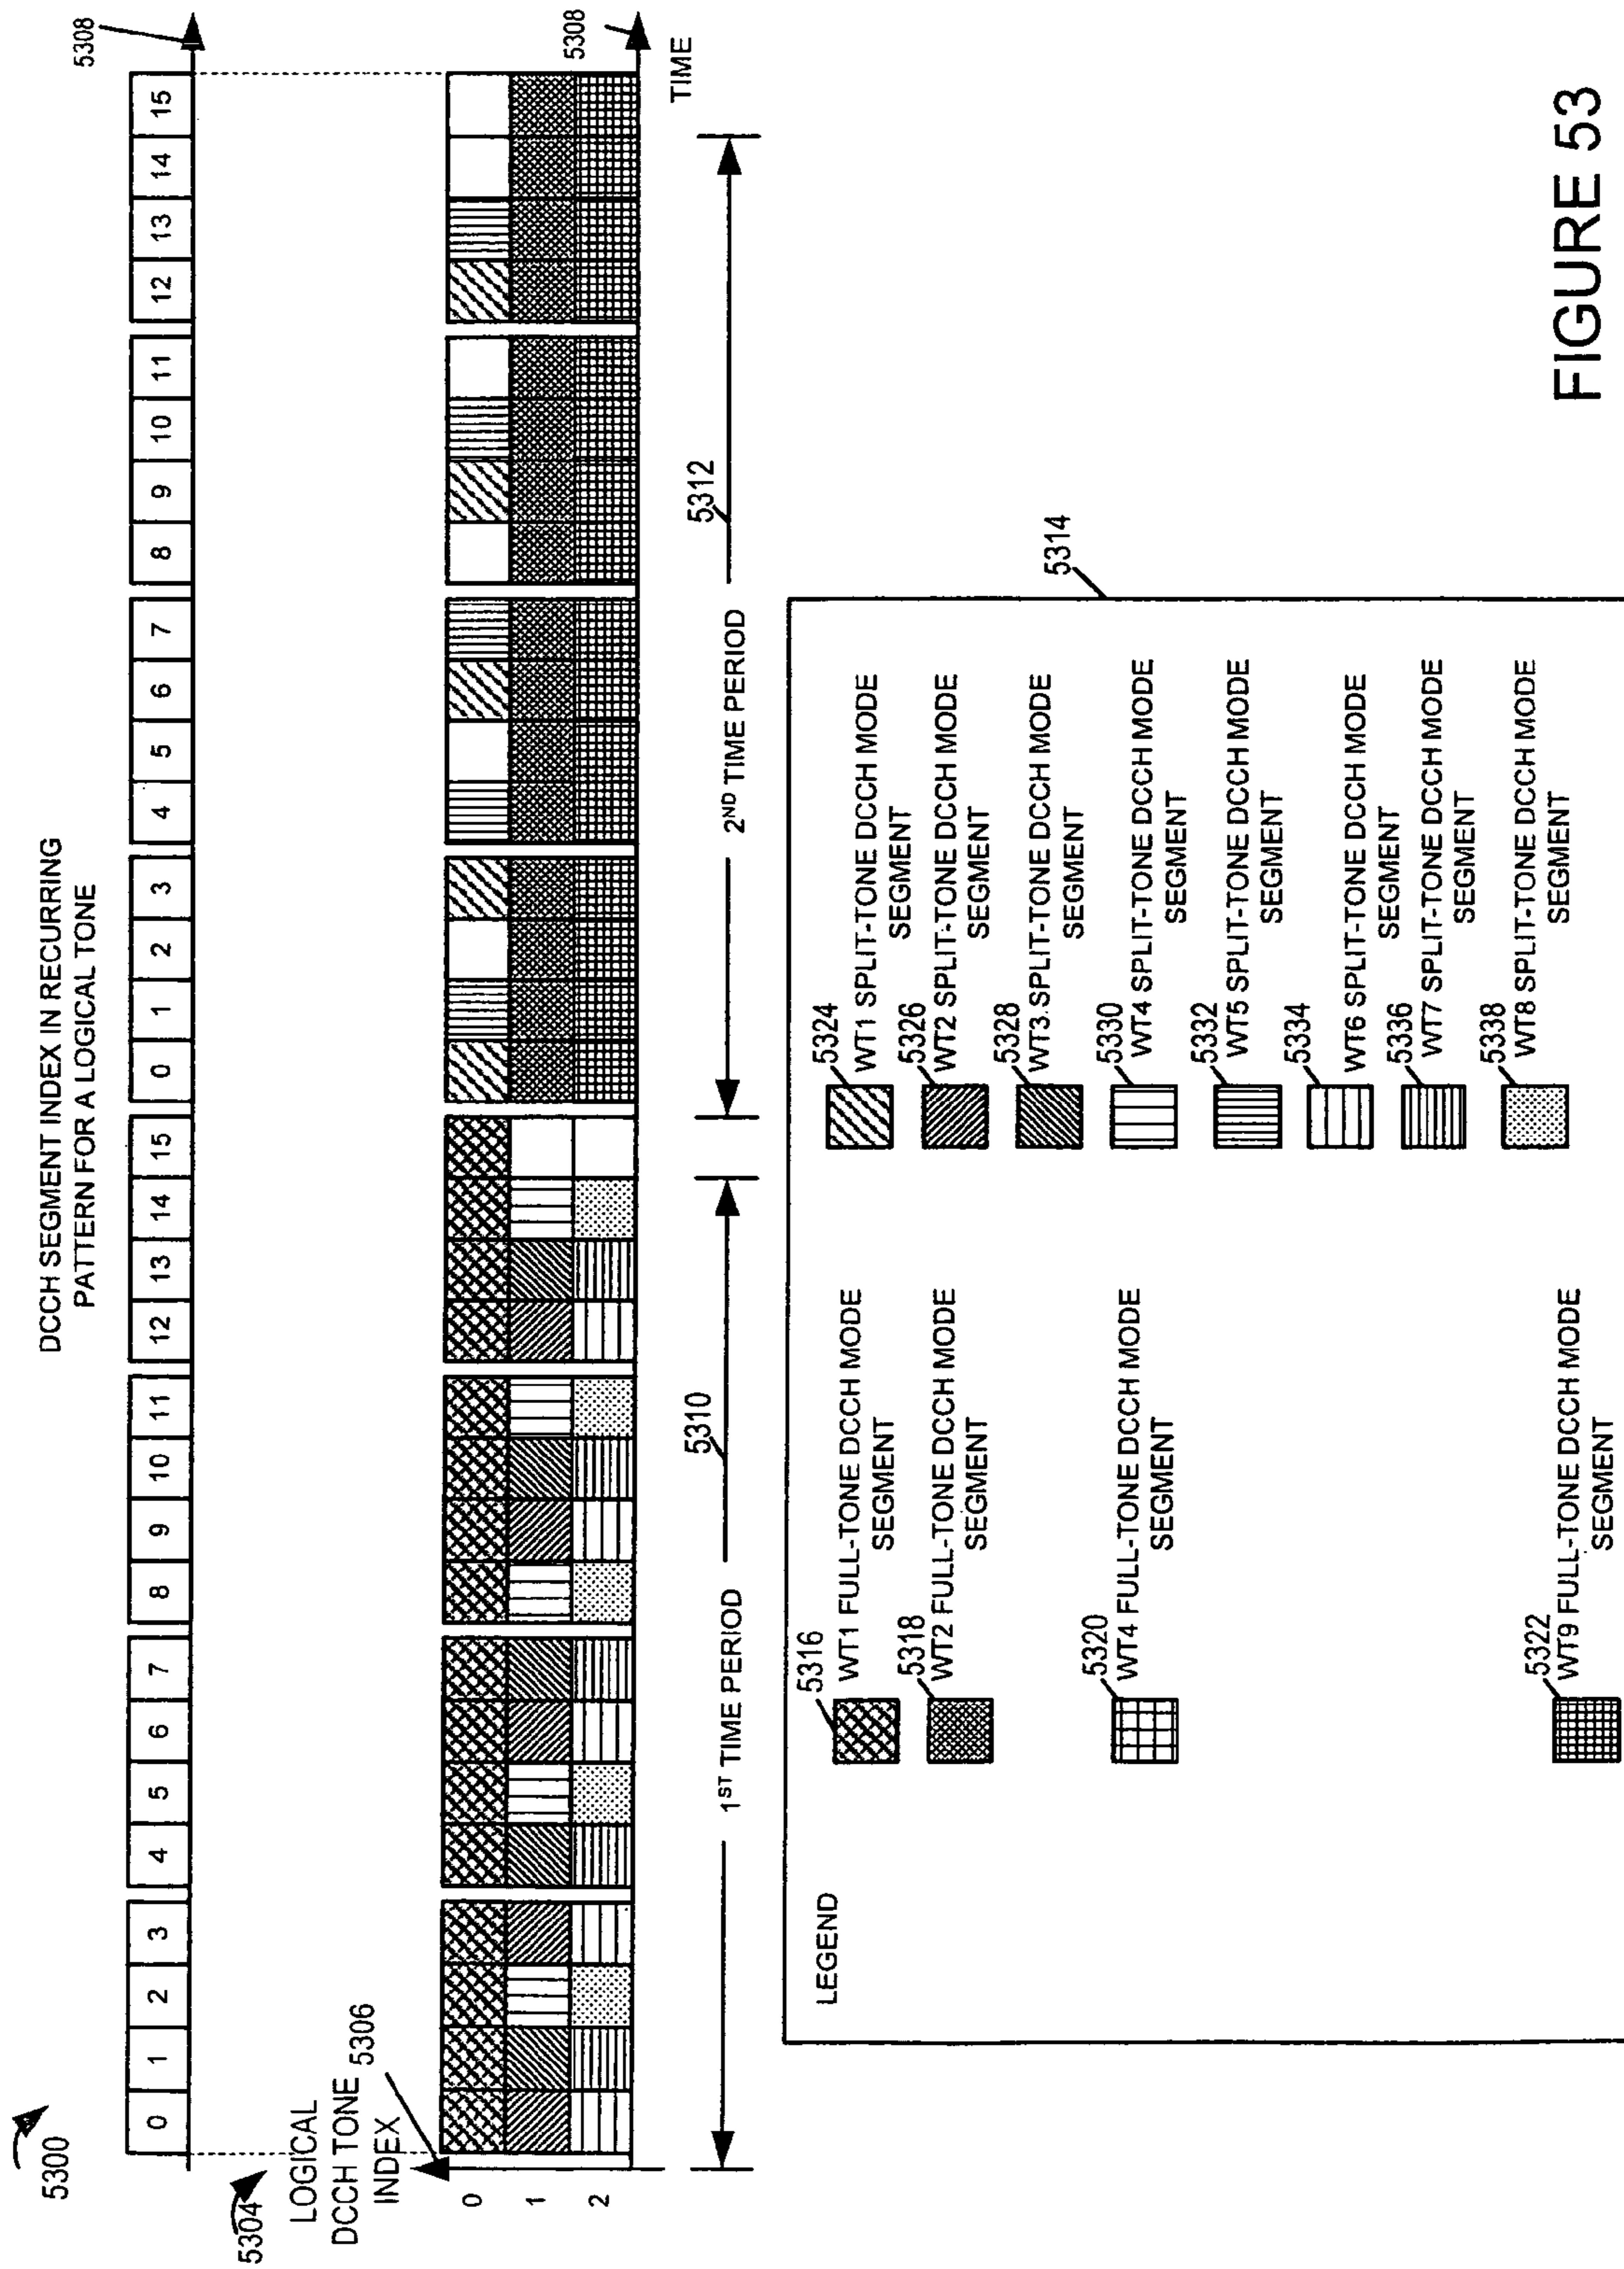 5300
DCCH SEGMENT INDEX IN RECURRING
PATTERN FOR A LOGICAL TONE
0 1 2 3 4 5 6 7 8 9 10 11 12 13 14 15 0 1 2 3 4 5 6 7 8 9 10 11 12 13 14 15
5308
5304
LOGICAL
DCCH TONE
INDEX
5306
0
1
2
5308
TIME
5310
1ST TIME PERIOD
5312
2ND TIME PERIOD
5314
LEGEND
5316
WT1 FULL-TONE DCCH MODE
SEGMENT
5318
WT2 FULL-TONE DCCH MODE
SEGMENT
5320
WT4 FULL-TONE DCCH MODE
SEGMENT
5322
WT9 FULL-TONE DCCH MODE
SEGMENT
5324
WT1 SPLIT-TONE DCCH MODE
SEGMENT
5326
WT2 SPLIT-TONE DCCH MODE
SEGMENT
5328
WT3 SPLIT-TONE DCCH MODE
SEGMENT
5330
WT4 SPLIT-TONE DCCH MODE
SEGMENT
5332
WT5 SPLIT-TONE DCCH MODE
SEGMENT
5334
WT6 SPLIT-TONE DCCH MODE
SEGMENT
5336
WT7 SPLIT-TONE DCCH MODE
SEGMENT
5338
WT8 SPLIT-TONE DCCH MODE
SEGMENT
FIGURE 53